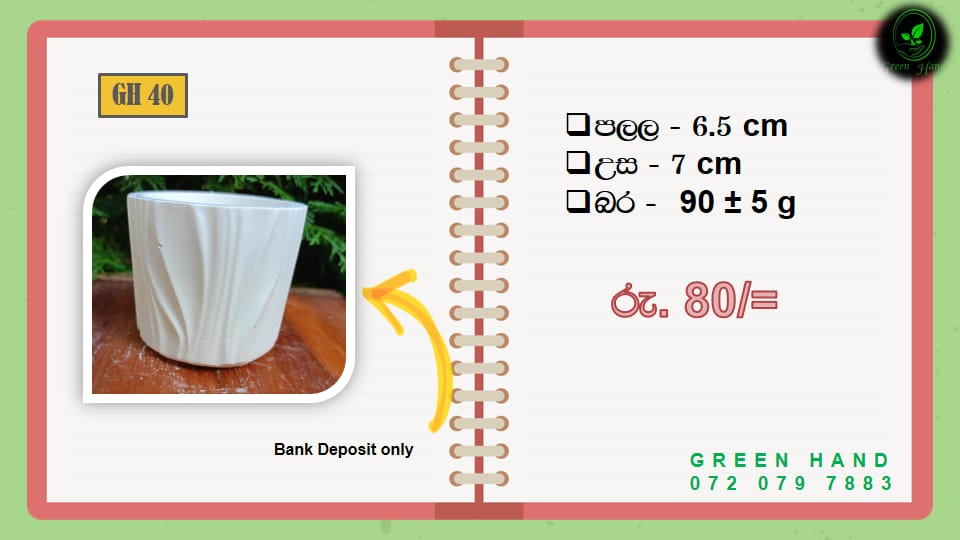 GH 40
Bank Deposit only
පලල - 6.5 cm
උස - 7 cm
බර - 90 ± 5 g
රු. 80/=
GREEN HAND
072 079 7883
Green Hand